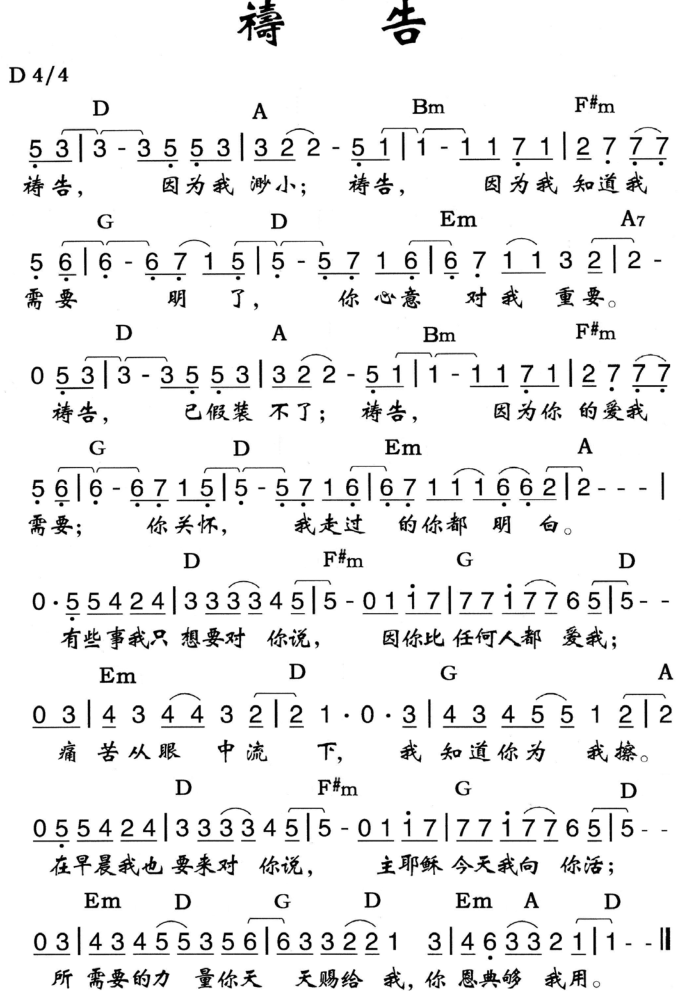 禱 告
D 4/4
D A Bm F#m
5 3 | 3 - 3 5 5 3 | 3 2 2 - 5 1 | 1 - 1 1 7 1 | 2 7 7 7
祷告, 因为我 渺小; 祷告, 因为我 知道我
G D Em A7
5 6 | 6 - 6 7 1 5 | 5 - 5 7 1 6 | 6 7 1 1 3 2 | 2 -
需要 明 了, 你心意 对我 重要。
D A Bm F#m
0 5 3 | 3 - 3 5 5 3 | 3 2 2 - 5 1 | 1 - 1 1 7 1 | 2 7 7 7
祷告, 已假装 不了; 祷告, 因为你 的爱我
G D Em A
5 6 | 6 - 6 7 1 5 | 5 - 5 7 1 6 | 6 7 1 1 1 6 6 2 | 2 - - - |
需要; 你关怀, 我走过 的你都 明 白。
D F#m G D
0 · 5 5 4 2 4 | 3 3 3 3 4 5 | 5 - 0 1 1 7 | 7 7 1 7 7 6 5 | 5 - -
有些事我只 想要对 你说, 因你比 任何人都 爱我;
Em D G A
0 3 | 4 3 4 4 3 2 | 2 1 · 0 · 3 | 4 3 4 5 5 1 2 | 2
痛 苦从眼 中流 下, 我 知道你为 我擦。
D F#m G D
0 5 5 4 2 4 | 3 3 3 3 4 5 | 5 - 0 1 1 7 | 7 7 1 7 7 6 5 | 5 - -
在早晨我也 要来对 你说, 主耶稣 今天我向 你活;
Em D G D Em A D
0 3 | 4 3 4 5 5 3 5 6 | 6 3 3 2 2 1 3 | 4 6 3 3 2 1 | 1 - - ||
所 需要的力 量你天 天赐给 我, 你 恩典够 我用。